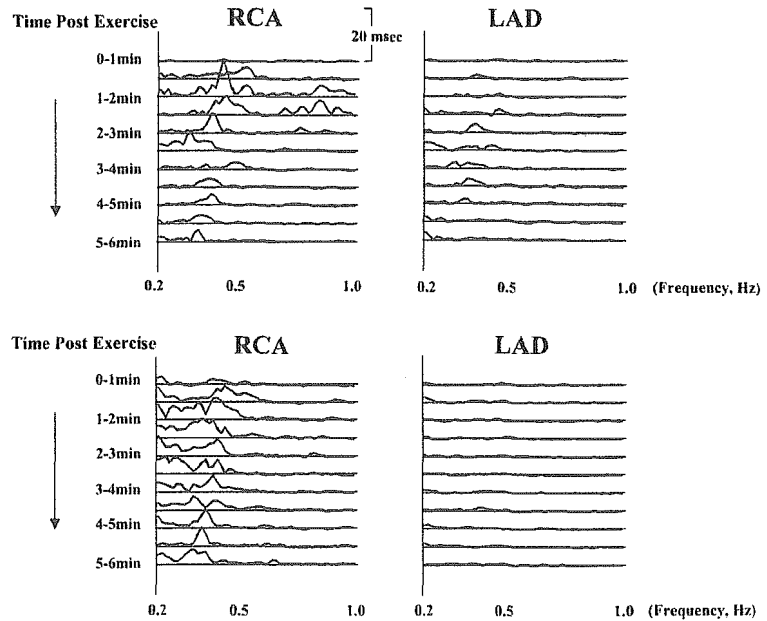 Time Post Exercise RCA LAD
20 msec
0-1min
1-2min
2-3min
3-4min
4-5min
5-6min
0.2 0.5 1.0 0.2 0.5 1.0 (Frequency, Hz)
Time Post Exercise RCA LAD
0-1min
1-2min
2-3min
3-4min
4-5min
5-6min
0.2 0.5 1.0 0.2 0.5 1.0 (Frequency, Hz)